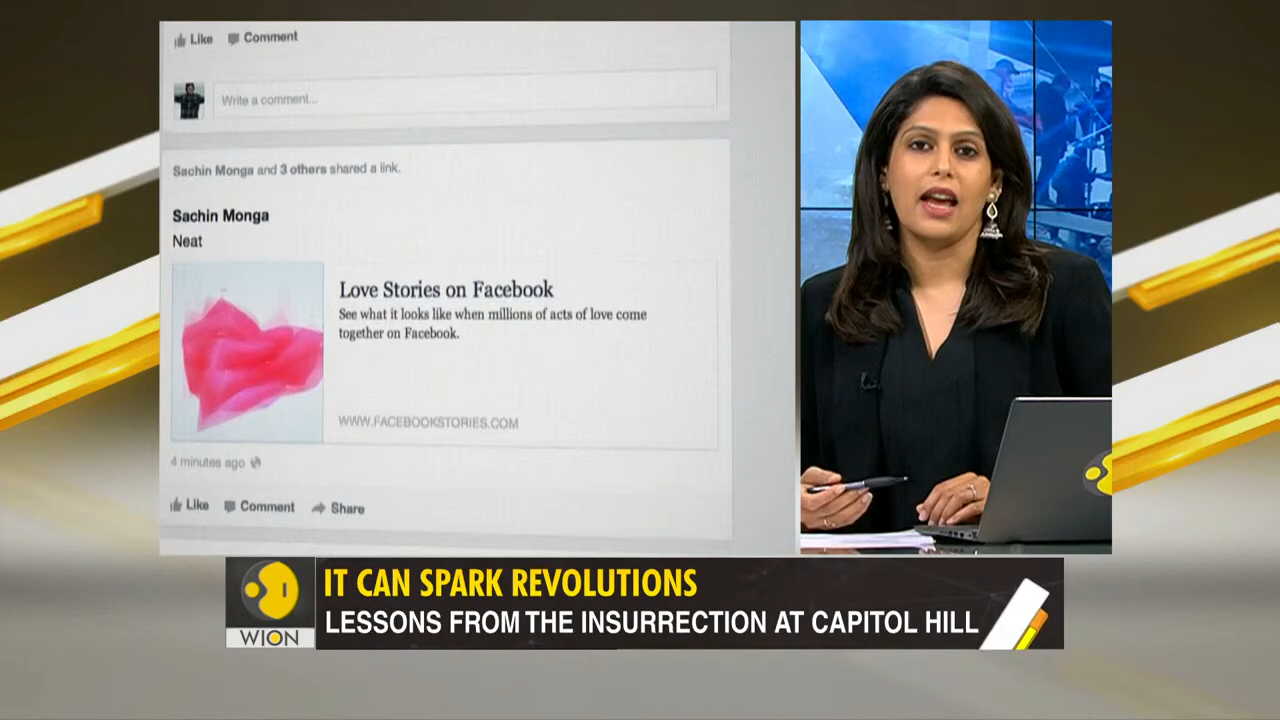 Like Comment
Write a comment...
Sachin Monga and 3 others shared a link.
Sachin Monga
Neat
Love Stories on Facebook
See what it looks like when millions of acts of love come
together on Facebook.
WWW.FACEBOOKSTORIES.COM
4 minutes ago
Like Comment Share
IT CAN SPARK REVOLUTIONS
LESSONS FROM THE INSURRECTION AT CAPITOL HILL
WION